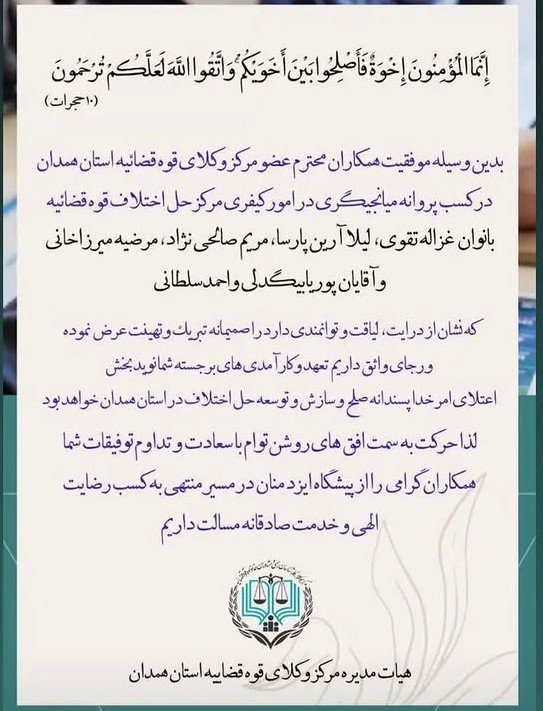 إِنَّمَا الْمُؤْمِنُونَ إِخْوَةٌ فَأَصْلِحُوا بَيْنَ أَخَوَيْكُمْ ۚ وَاتَّقُوا اللَّهَ لَعَلَّكُمْ تُرْحَمُونَ
(۱۰حجرات)
بدین وسیله موفقیت همکاران محترم عضو مرکز وکلای قوه قضائیه استان همدان
در کسب پروانه میانجیگری در امور کیفری مرکز حل اختلاف قوه قضائیه
بانوان غزاله تقوی، لیلا آرین پارسا، مریم صالحی نژاد، مرضیه میرزاخانی
و آقایان پوریا بیگدلی و احمد سلطانی
که نشان از درایت، لیاقت و توانمندی دارد را صمیمانه تبریك و تهنیت عرض نموده
و رجای واثق داریم تعهد و کارآمدی های برجسته شما نوید بخش
اعتلای امر خدا پسندانه صلح و سازش و توسعه حل اختلاف در استان همدان خواهد بود
لذا حرکت به سمت افق های روشن توام با سعادت و تداوم توفیقات شما
همکاران گرامی را از پیشگاه ایزد منان در مسیر منتهی به کسب رضایت
الهی و خدمت صادقانه مسالت داریم
هیات مدیره مرکز وکلای قوه قضاییه استان همدان